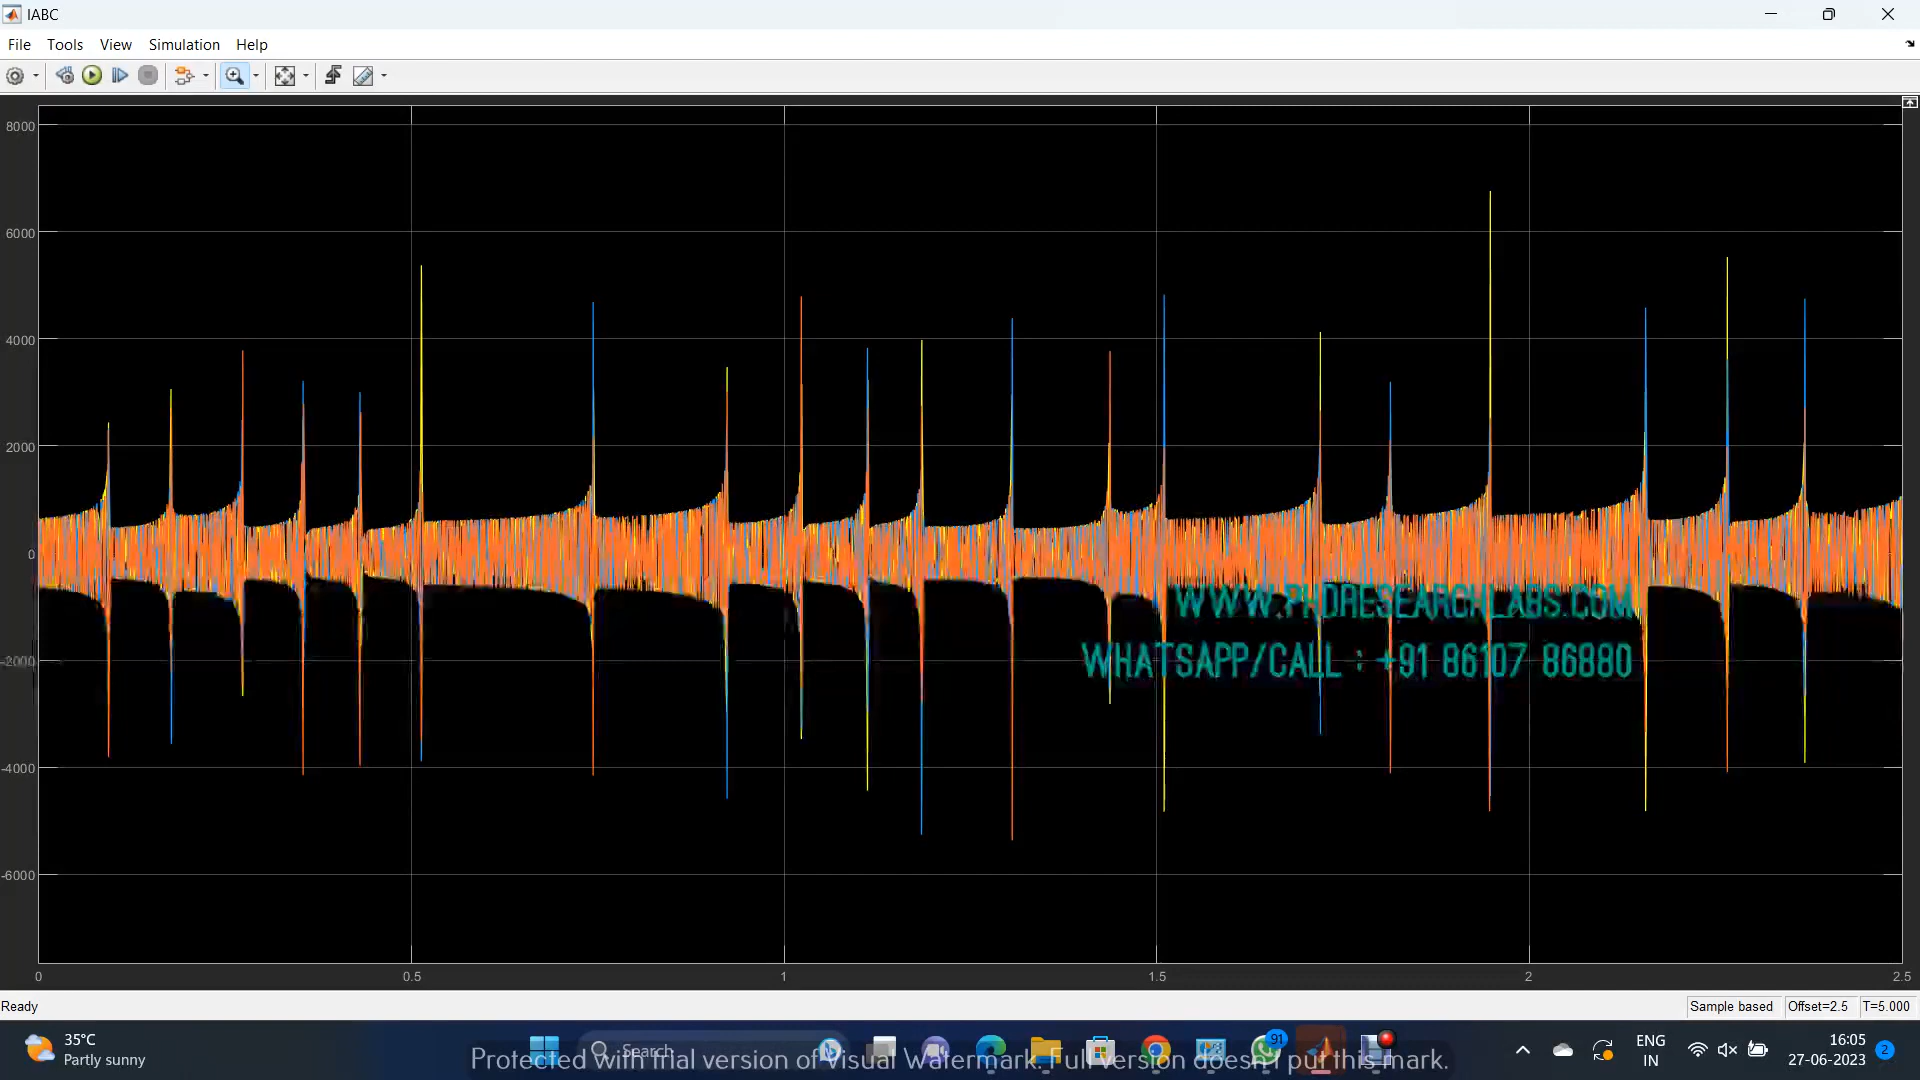 IABC
File Tools View Simulation Help
8000
6000
4000
2000
0
-2000
-4000
-6000
0 0.5 1 1.5 2 2.5
WWW.PHDRESEARCHLABS.COM
WHATSAPP/CALL : +91 86107 86880
Ready Sample based Offset=2.5 T=5.000
35°C
Partly sunny
Search
91
ENG
IN
16:05
27-06-2023
2
Protected with trial version of Visual Watermark. Full version doesn't put this mark.